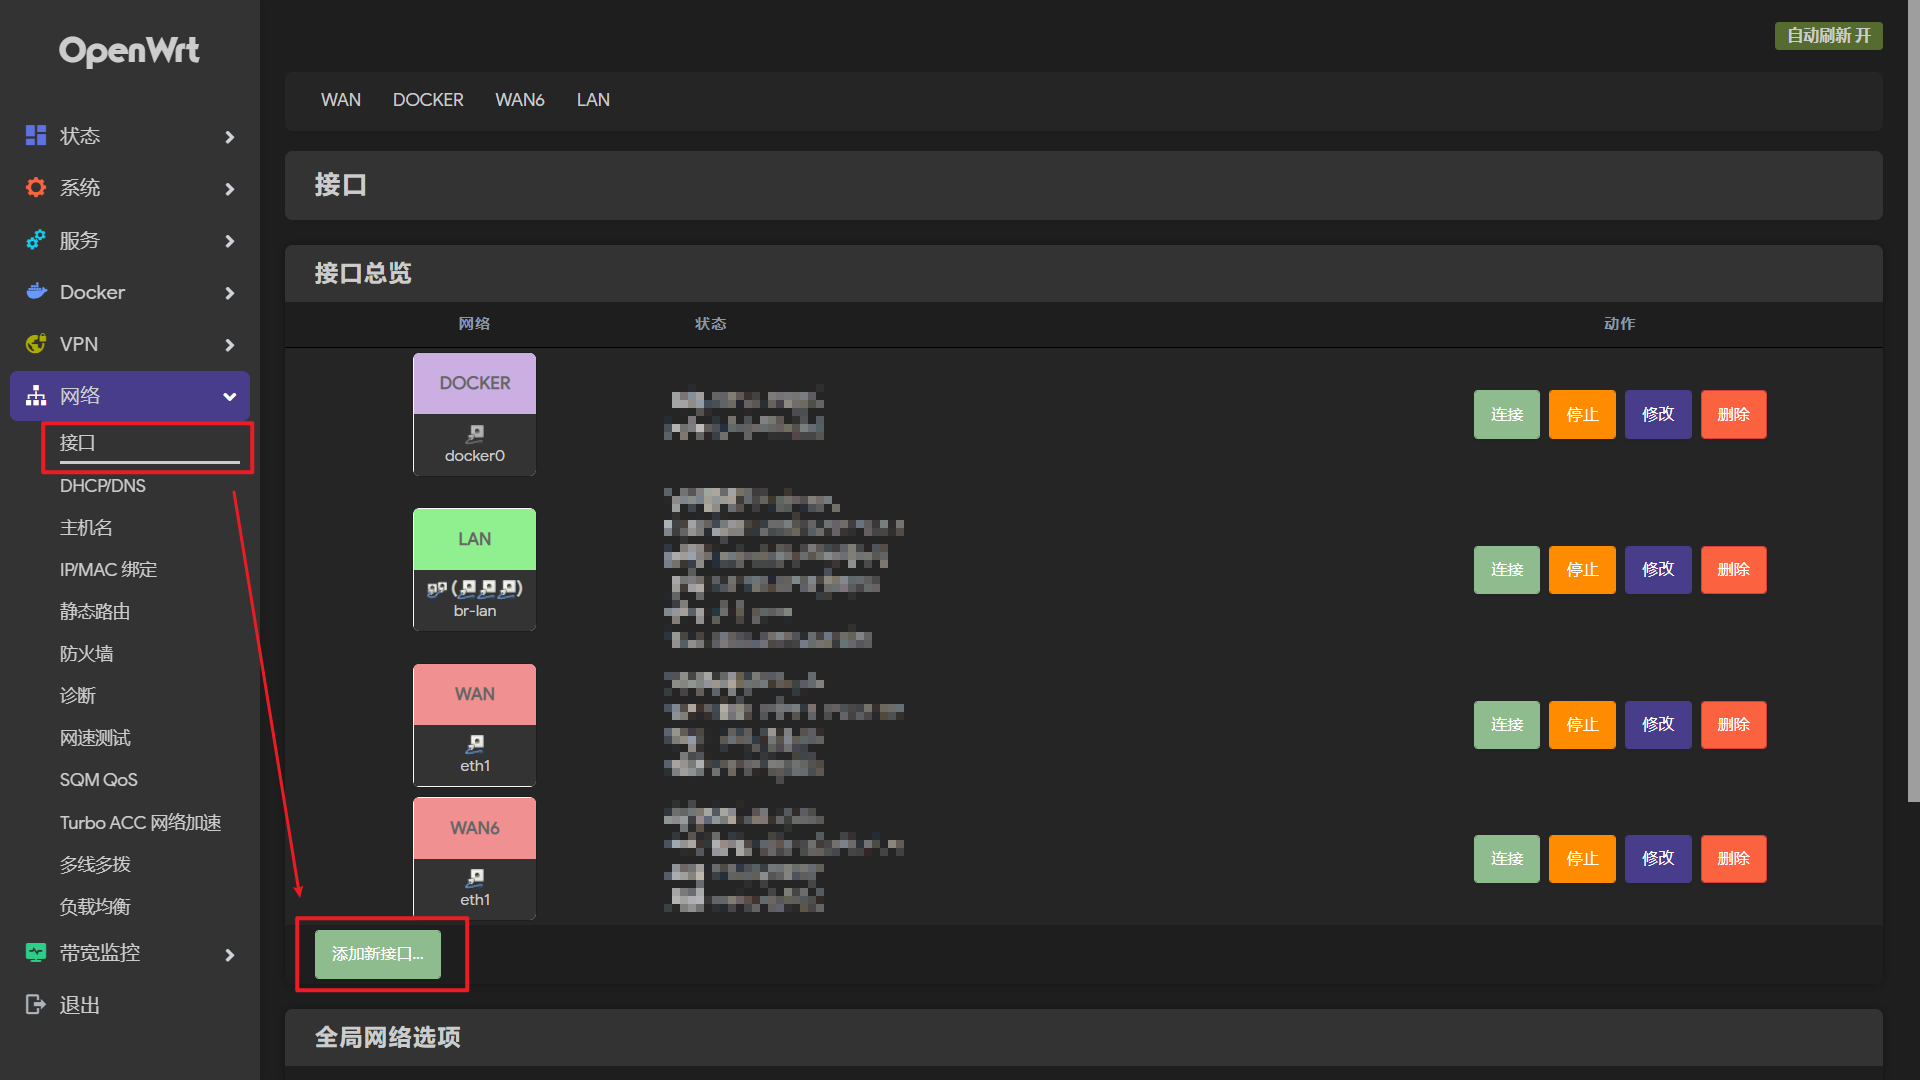 OpenWrt
状态
系统
服务
Docker
VPN
网络
接口
DHCP/DNS
主机名
IP/MAC 绑定
静态路由
防火墙
诊断
网速测试
SQM QoS
Turbo ACC 网络加速
多线多拨
负载均衡
带宽监控
退出
自动刷新 开
WAN DOCKER WAN6 LAN
接口
接口总览
网络 状态 动作
DOCKER
docker0
连接 停止 修改 删除
LAN
br-lan
连接 停止 修改 删除
WAN
eth1
连接 停止 修改 删除
WAN6
eth1
连接 停止 修改 删除
添加新接口...
全局网络选项